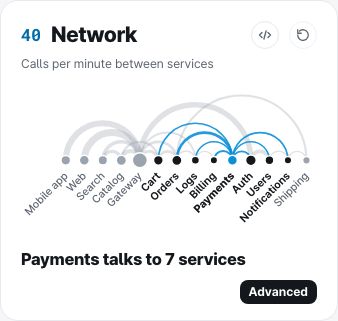 40 Network
Calls per minute between services
Mobile app
Web
Search
Catalog
Gateway
Cart
Orders
Logs
Billing
Payments
Auth
Users
Notifications
Shipping
Payments talks to 7 services
Advanced